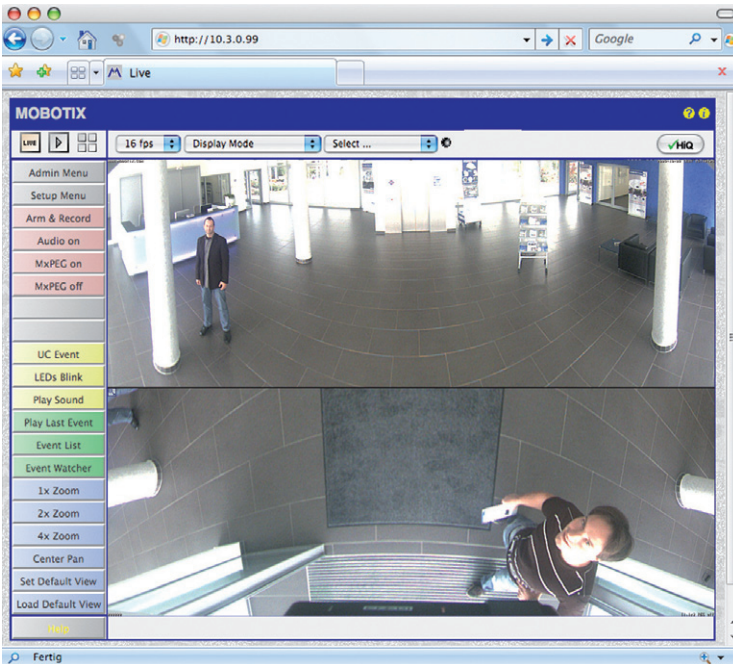 http://10.3.0.99
Google
Live
MOBOTIX
LIVE
16 fps
Display Mode
Select ...
HiQ
Admin Menu
Setup Menu
Arm & Record
Audio on
MxPEG on
MxPEG off
UC Event
LEDs Blink
Play Sound
Play Last Event
Event List
Event Watcher
1x Zoom
2x Zoom
4x Zoom
Center Pan
Set Default View
Load Default View
Help
Fertig